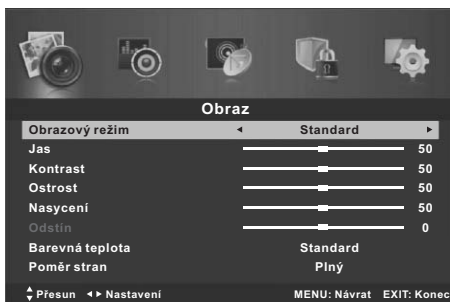 Obraz
Obrazový režim Standard
Jas 50
Kontrast 50
Ostrost 50
Nasycení 50
Odstín 0
Barevná teplota Standard
Poměr stran Plný
Přesun Nastavení MENU: Návrat EXIT: Konec